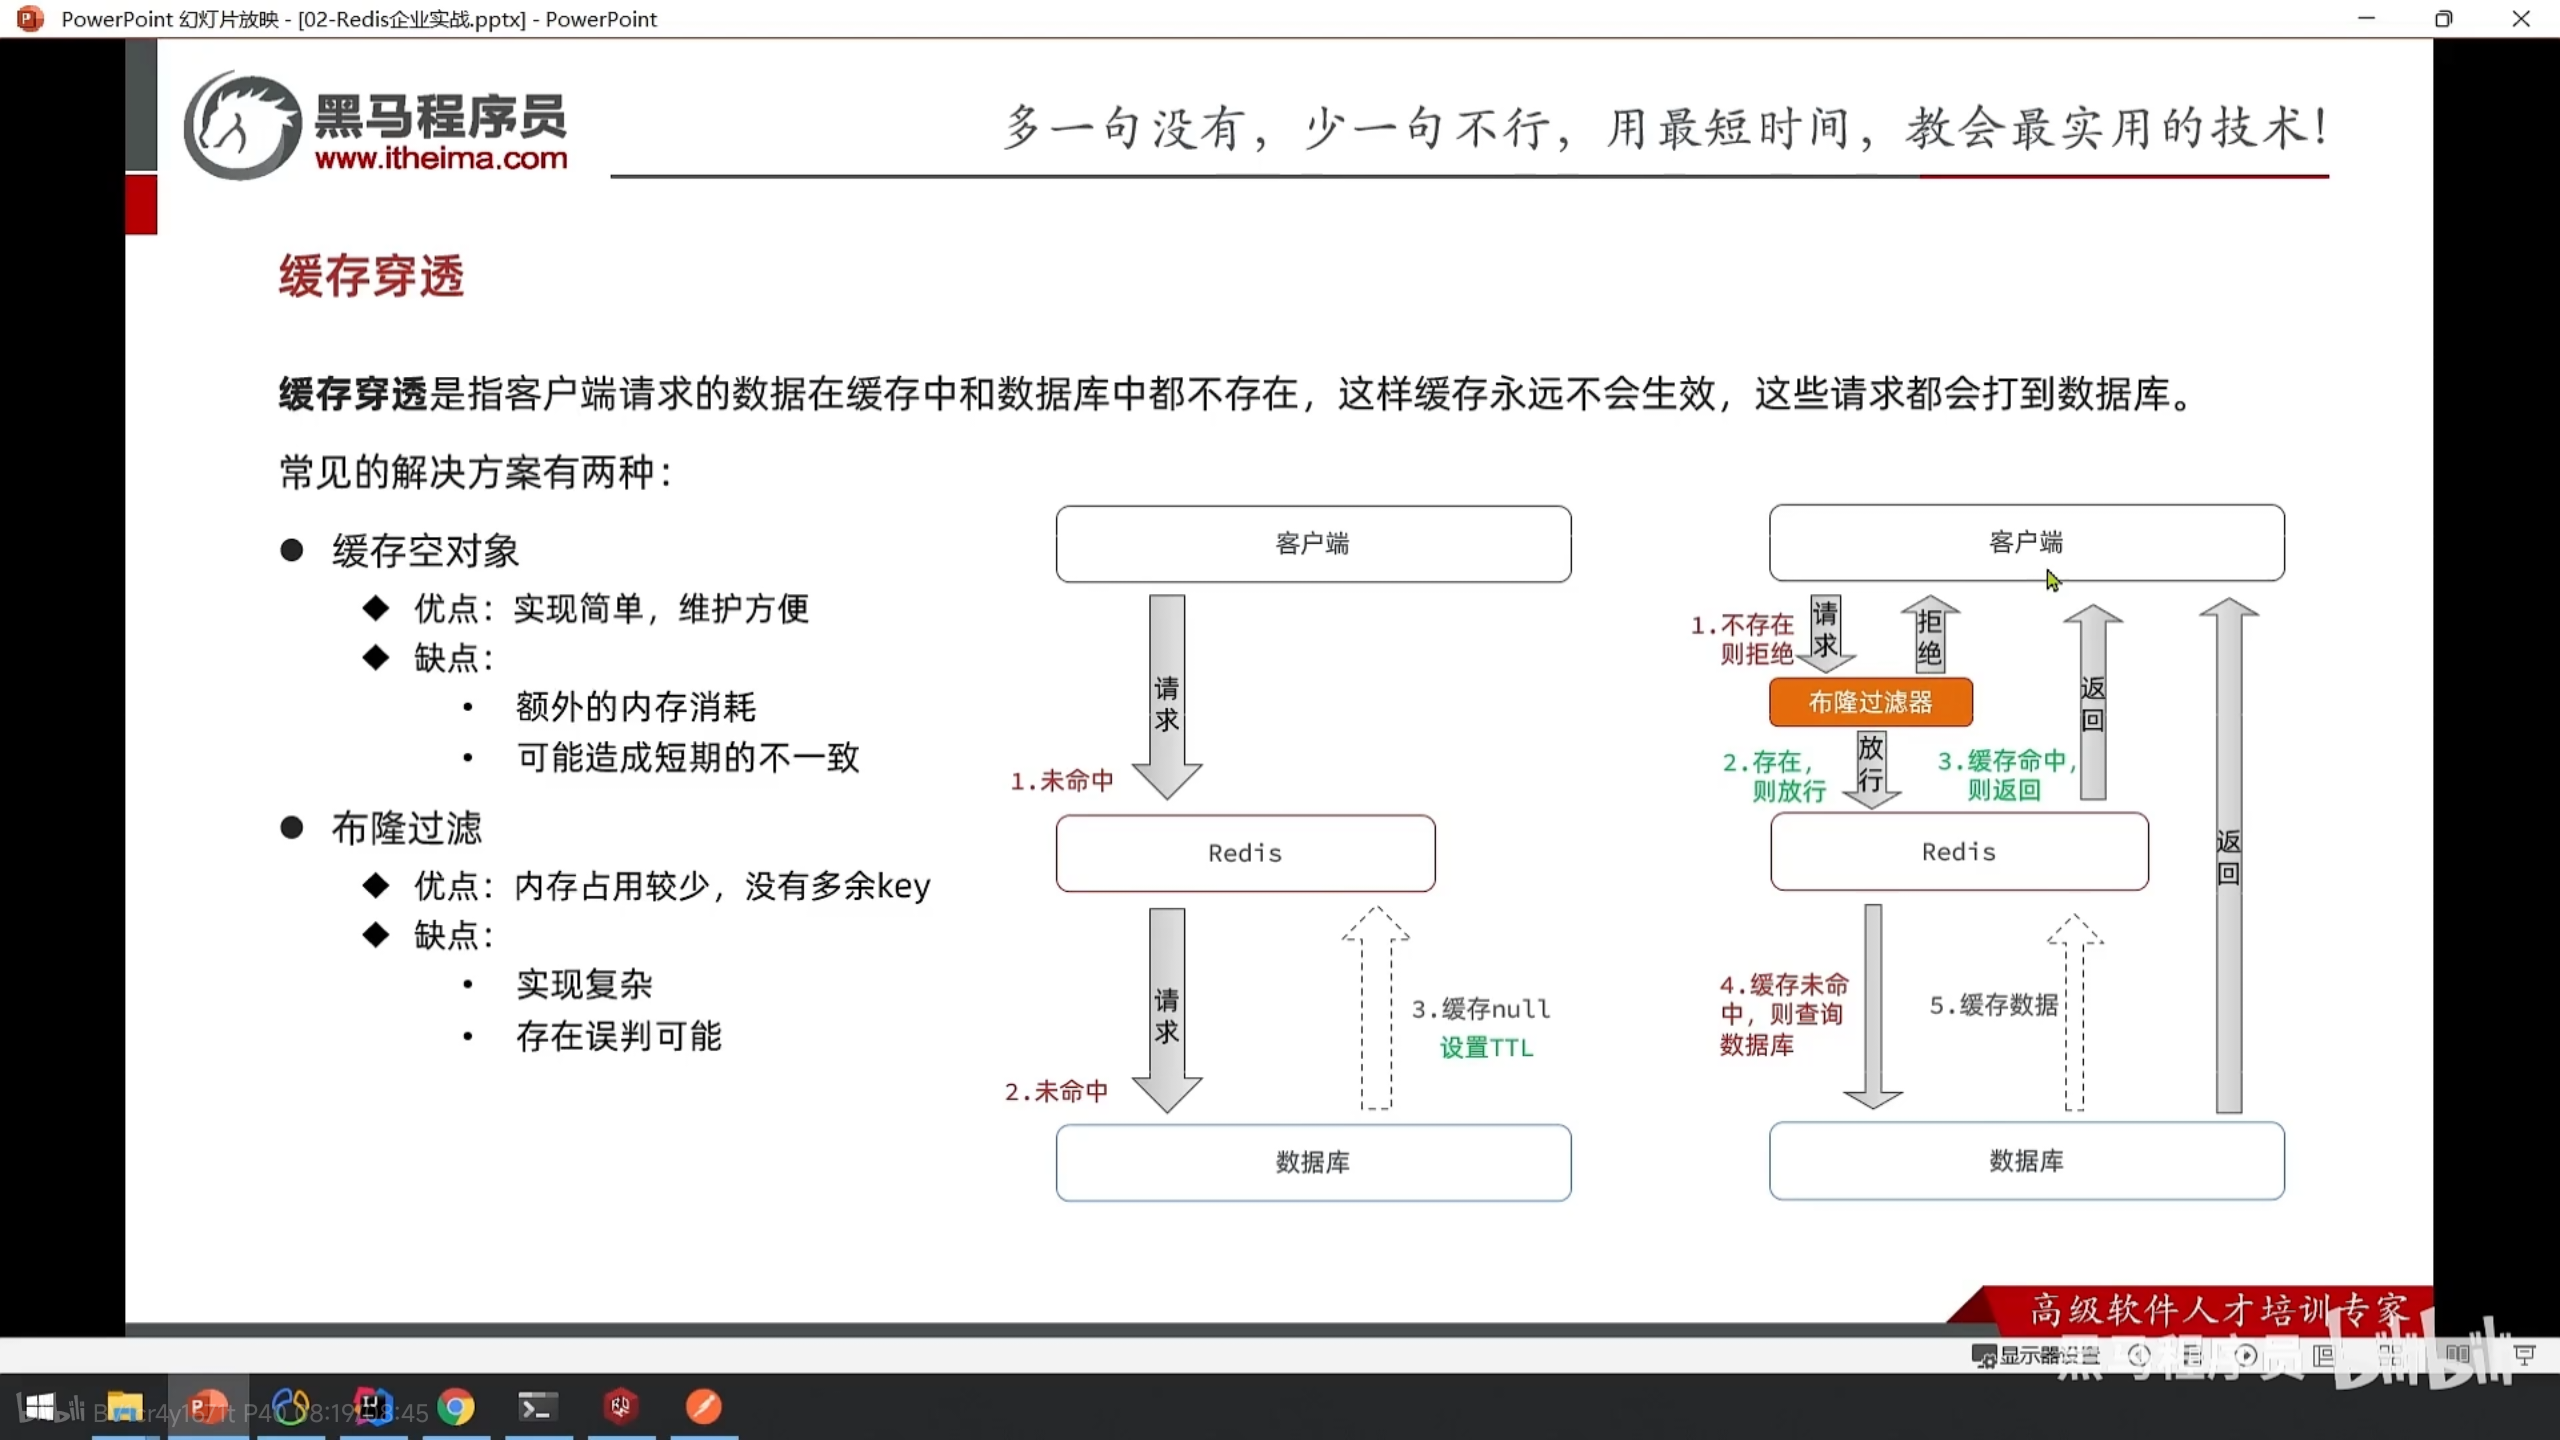 PowerPoint 幻灯片放映 - [02-Redis企业实战.pptx] - PowerPoint
黑马程序员
www.itheima.com
多一句没有，少一句不行，用最短时间，教会最实用的技术！
缓存穿透
缓存穿透是指客户端请求的数据在缓存中和数据库中都不存在，这样缓存永远不会生效，这些请求都会打到数据库。
常见的解决方案有两种：
● 缓存空对象
◆ 优点：实现简单，维护方便
◆ 缺点：
• 额外的内存消耗
• 可能造成短期的不一致
● 布隆过滤
◆ 优点：内存占用较少，没有多余key
◆ 缺点：
• 实现复杂
• 存在误判可能
客户端
请求
1.未命中
Redis
请求
2.未命中
3.缓存null
设置TTL
数据库
客户端
1.不存在
则拒绝
请求
拒绝
布隆过滤器
2.存在，
则放行
放行
3.缓存命中，
则返回
返回
Redis
返回
4.缓存未命
中，则查询
数据库
5.缓存数据
数据库
高级软件人才培训专家
显示器设置
黑马程序员 bilibili